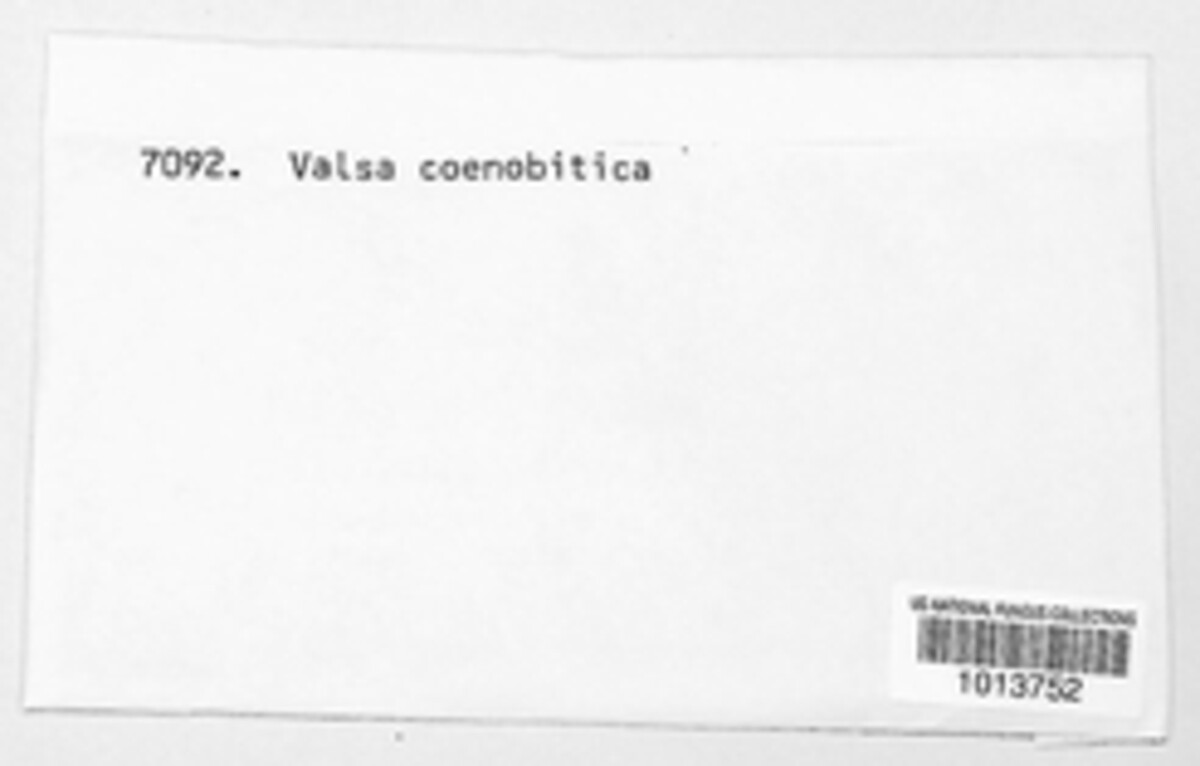 7092. Valsa coenobitica
US NATIONAL FUNGUS COLLECTIONS
1013752